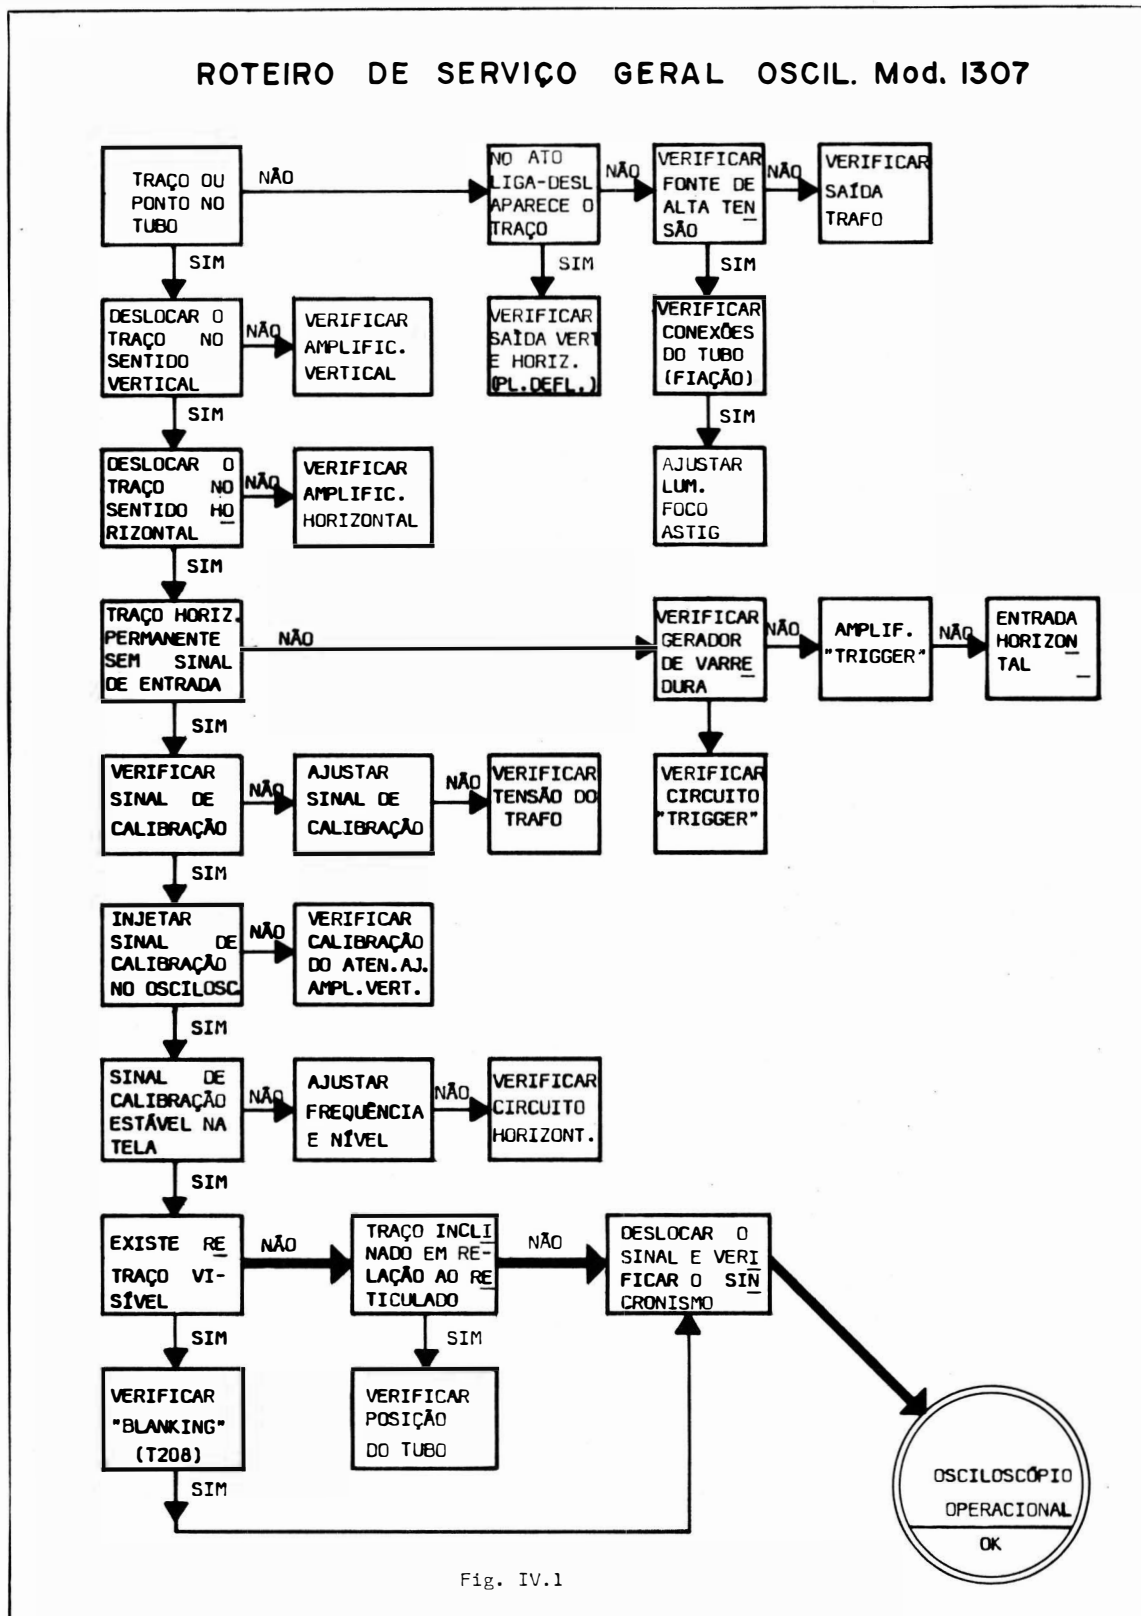 ROTEIRO DE SERVIÇO GERAL OSCIL. Mod. 1307
TRAÇO OU
PONTO NO
TUBO
NÃO
NO ATO
LIGA-DESL
APARECE O
TRAÇO
NÃO
VERIFICAR
FONTE DE
ALTA TEN
SÃO
NÃO
VERIFICAR
SAÍDA
TRAFO
SIM
SIM
SIM
DESLOCAR O
TRAÇO NO
SENTIDO
VERTICAL
NÃO
VERIFICAR
AMPLIFIC.
VERTICAL
VERIFICAR
SAÍDA VERT
E HORIZ.
(PL.DEFL.)
VERIFICAR
CONEXÕES
DO TUBO
(FIAÇÃO)
SIM
SIM
DESLOCAR O
TRAÇO NO
SENTIDO HO
RIZONTAL
NÃO
VERIFICAR
AMPLIFIC.
HORIZONTAL
AJUSTAR
LUM.
FOCO
ASTIG
SIM
TRAÇO HORIZ.
PERMANENTE
SEM SINAL
DE ENTRADA
NÃO
VERIFICAR
GERADOR
DE VARRE
DURA
NÃO
AMPLIF.
"TRIGGER"
NÃO
ENTRADA
HORIZON
TAL
SIM
VERIFICAR
SINAL DE
CALIBRAÇÃO
NÃO
AJUSTAR
SINAL DE
CALIBRAÇÃO
NÃO
VERIFICAR
TENSÃO DO
TRAFO
VERIFICAR
CIRCUITO
"TRIGGER"
SIM
INJETAR
SINAL DE
CALIBRAÇÃO
NO OSCILOSC.
NÃO
VERIFICAR
CALIBRAÇÃO
DO ATEN.AJ.
AMPL.VERT.
SIM
SINAL DE
CALIBRAÇÃO
ESTÁVEL NA
TELA
NÃO
AJUSTAR
FREQUÊNCIA
E NÍVEL
NÃO
VERIFICAR
CIRCUITO
HORIZONT.
SIM
EXISTE RE
TRAÇO VI-
SÍVEL
NÃO
TRAÇO INCLI
NADO EM RE-
LAÇÃO AO RE
TICULADO
NÃO
DESLOCAR O
SINAL E VERI
FICAR O SIN
CRONISMO
SIM
SIM
VERIFICAR
"BLANKING"
(T208)
VERIFICAR
POSIÇÃO
DO TUBO
SIM
OSCILOSCÓPIO
OPERACIONAL
OK
Fig. IV.1